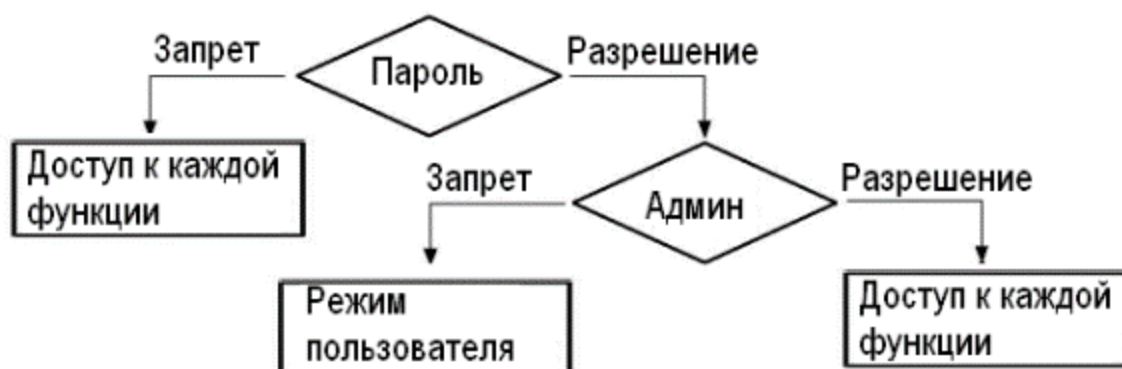 Запрет
Пароль
Разрешение
Доступ к каждой
функции
Запрет
Админ
Разрешение
Режим
пользователя
Доступ к каждой
функции